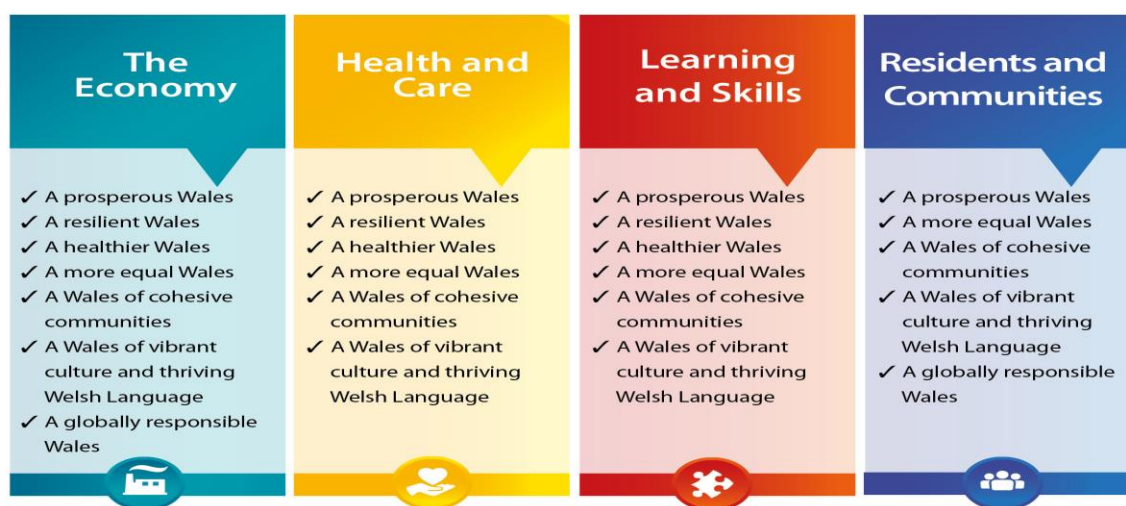 The
Economy
✓ A prosperous Wales
✓ A resilient Wales
✓ A healthier Wales
✓ A more equal Wales
✓ A Wales of cohesive
communities
✓ A Wales of vibrant
culture and thriving
Welsh Language
✓ A globally responsible
Wales
Health and
Care
✓ A prosperous Wales
✓ A resilient Wales
✓ A healthier Wales
✓ A more equal Wales
✓ A Wales of cohesive
communities
✓ A Wales of vibrant
culture and thriving
Welsh Language
Learning
and Skills
✓ A prosperous Wales
✓ A resilient Wales
✓ A healthier Wales
✓ A more equal Wales
✓ A Wales of cohesive
communities
✓ A Wales of vibrant
culture and thriving
Welsh Language
Residents and
Communities
✓ A prosperous Wales
✓ A more equal Wales
✓ A Wales of cohesive
communities
✓ A Wales of vibrant
culture and thriving
Welsh Language
✓ A globally responsible
Wales